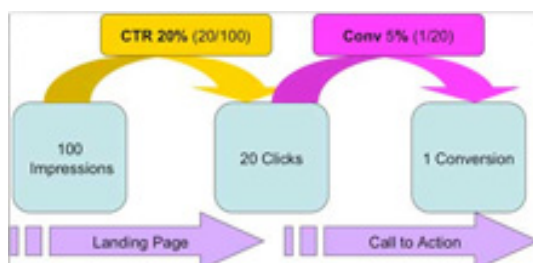 CTR 20% (20/100)
Conv 5% (1/20)
100
Impressions
20 Clicks
1 Conversion
Landing Page
Call to Action